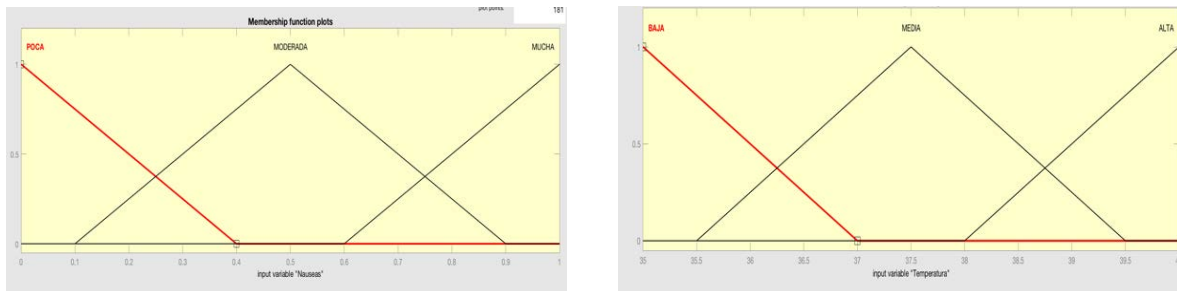 plot points:
181
Membership function plots
POCA MODERADA MUCHA
1
0.5
0
0 0.1 0.2 0.3 0.4 0.5 0.6 0.7 0.8 0.9 1
input variable "Nauseas"
BAJA MEDIA ALTA
1
0.5
0
35 35.5 36 36.5 37 37.5 38 38.5 39 39.5
input variable "Temperatura"